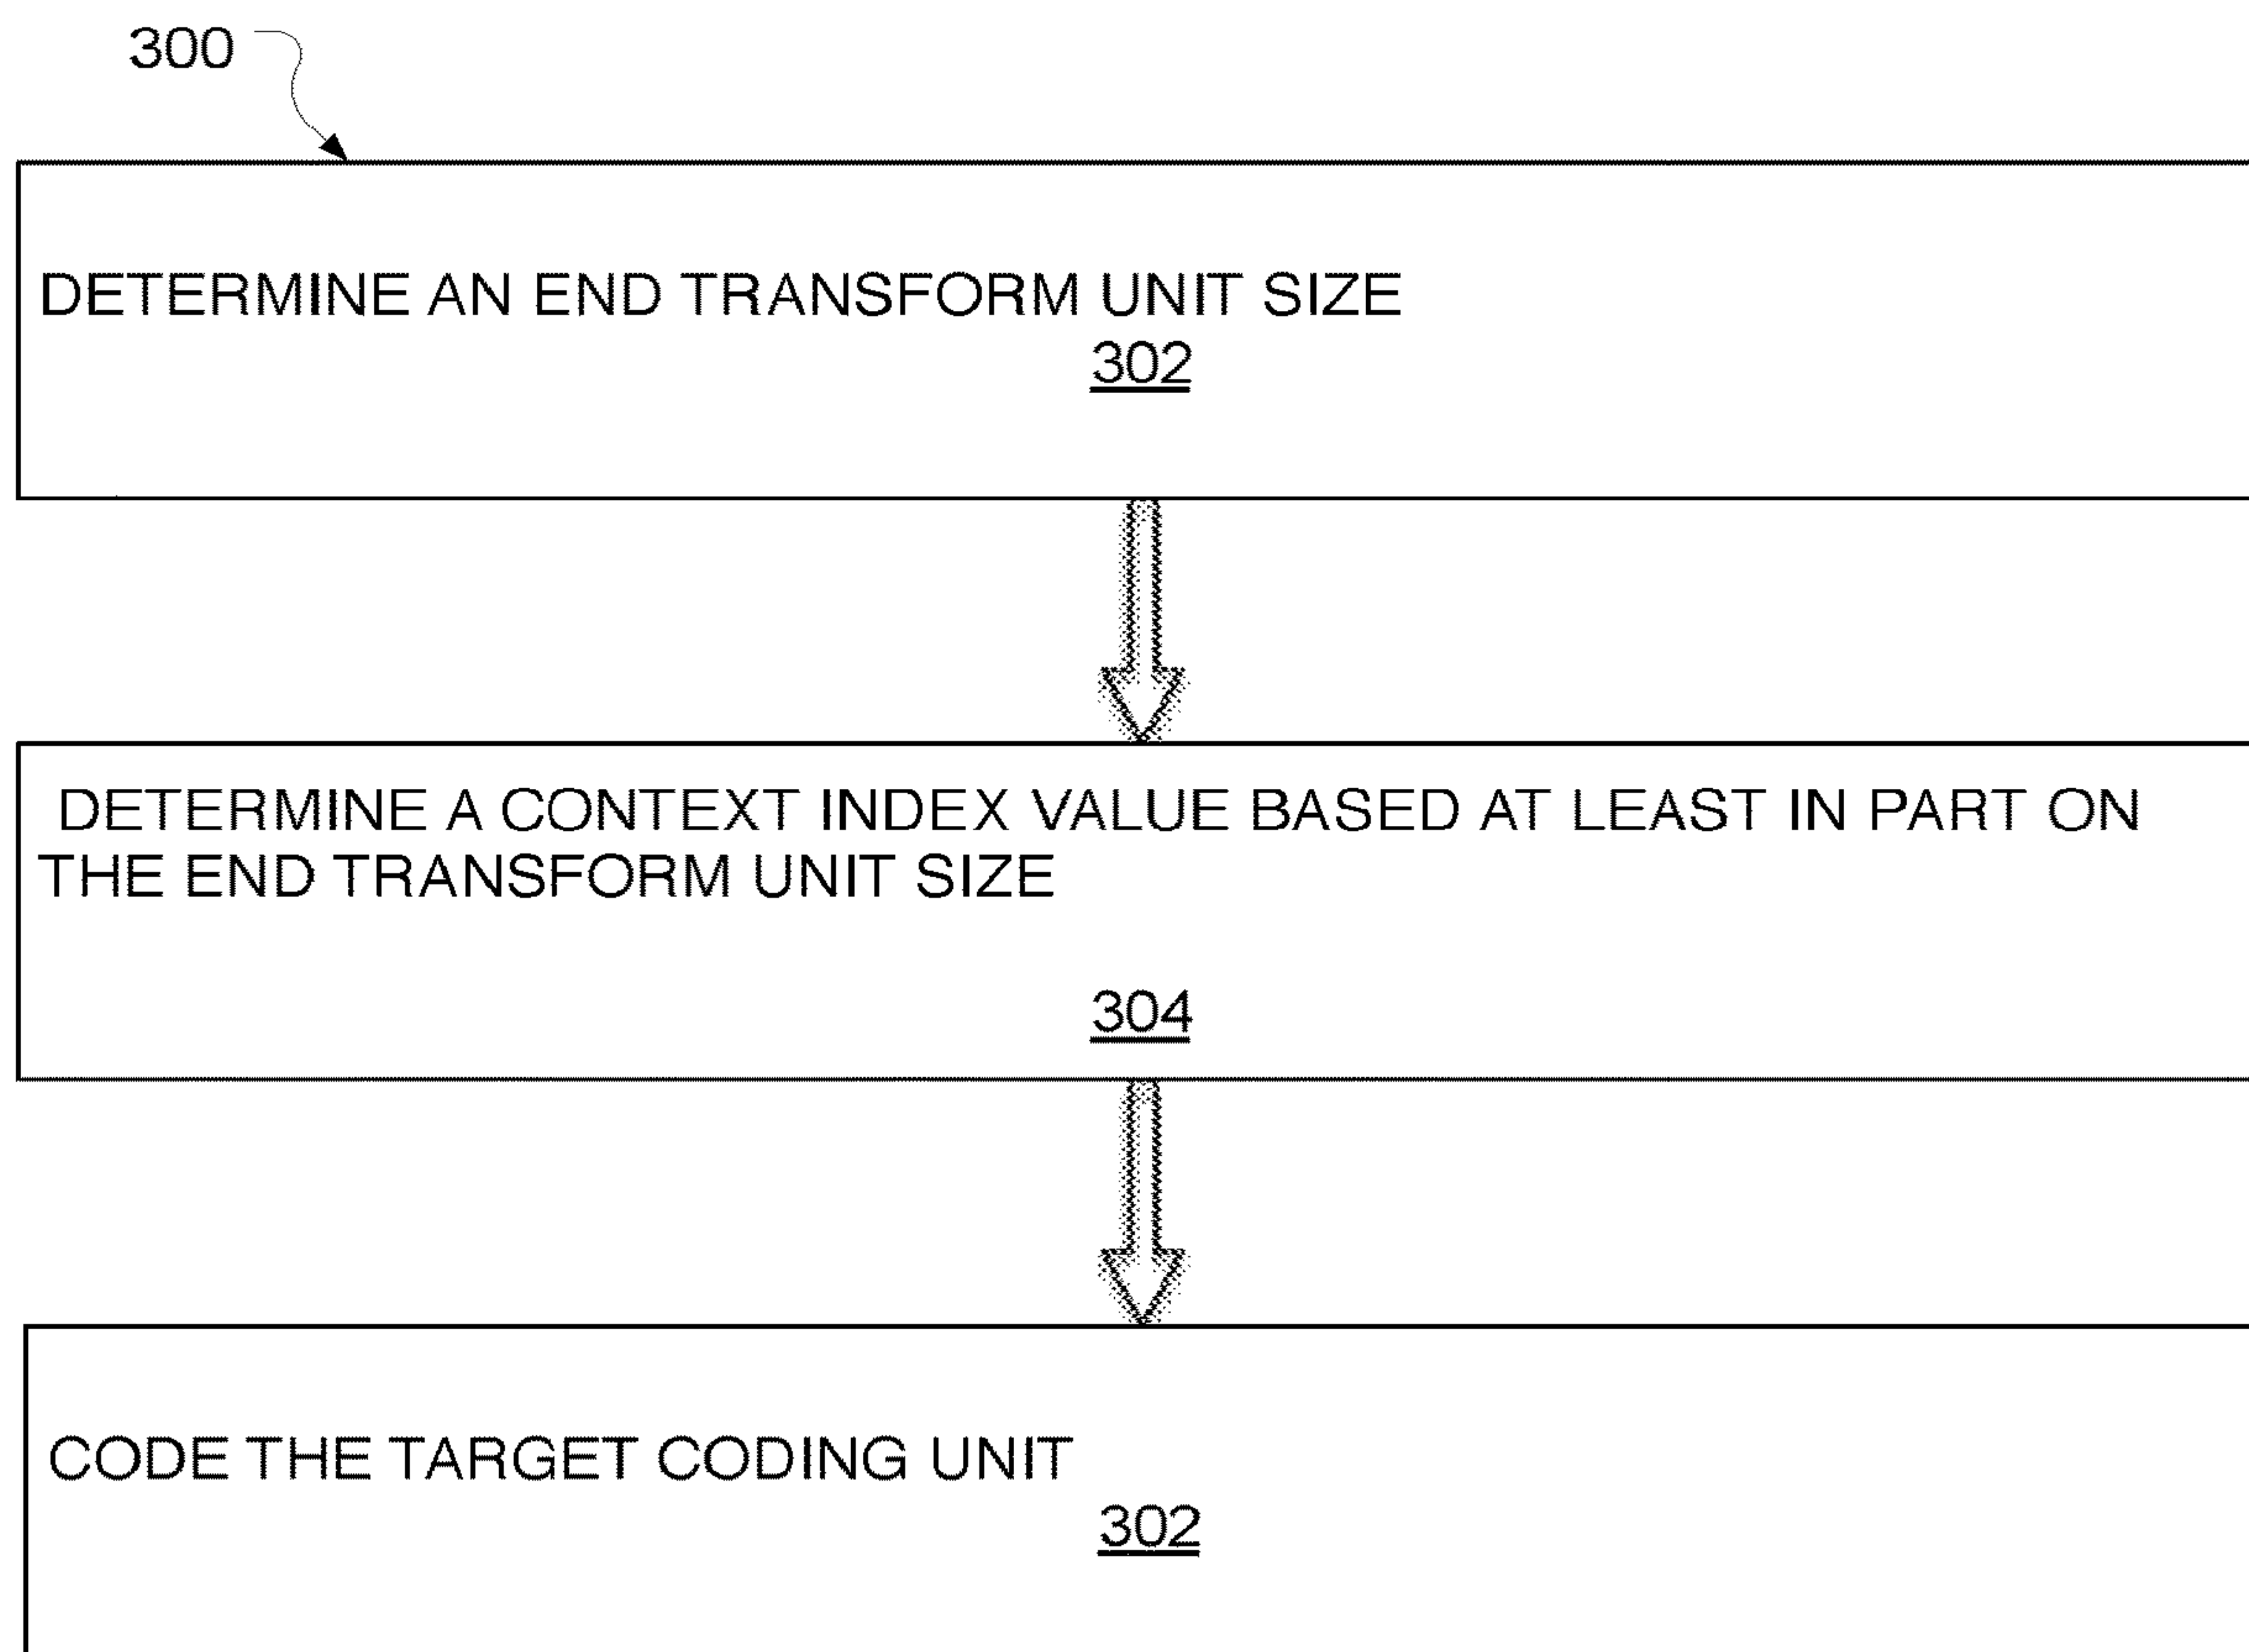 300
DETERMINE AN END TRANSFORM UNIT SIZE
302
DETERMINE A CONTEXT INDEX VALUE BASED AT LEAST IN PART ON
THE END TRANSFORM UNIT SIZE
304
CODE THE TARGET CODING UNIT
302